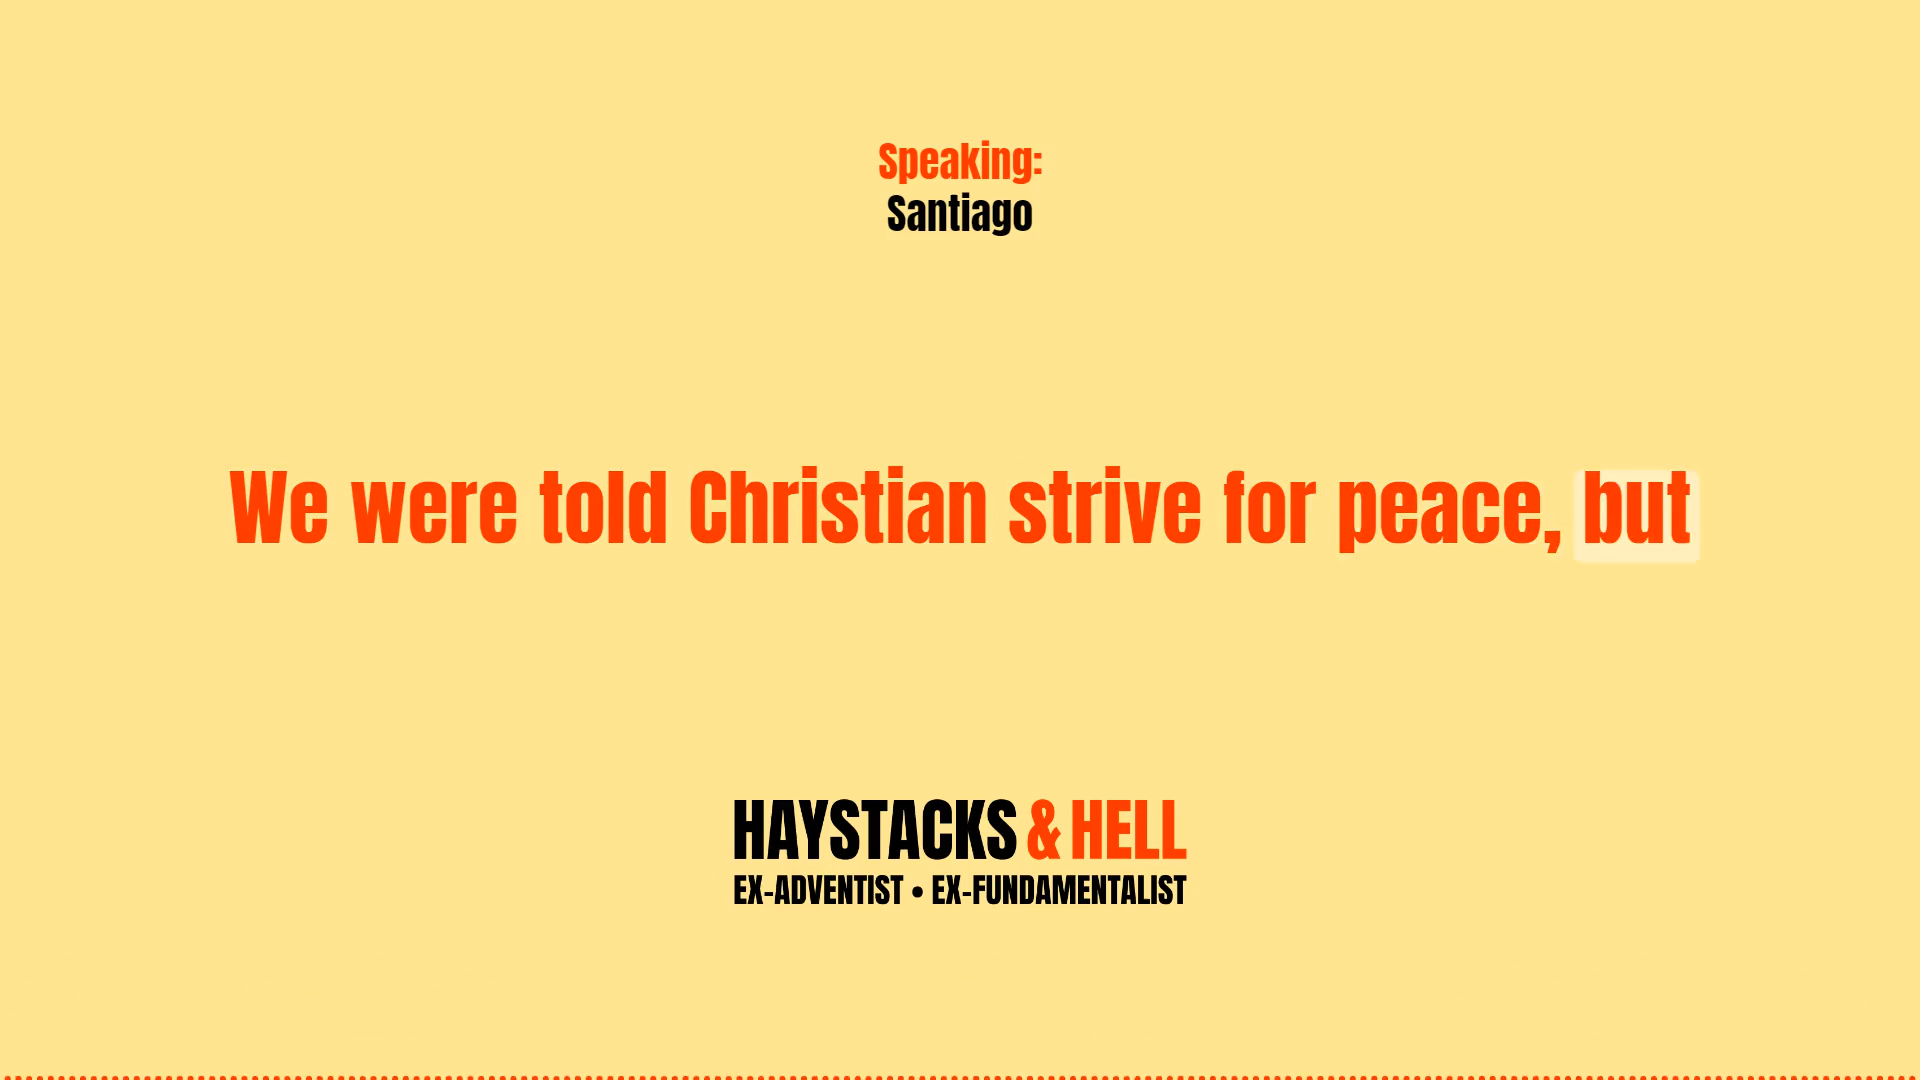 Speaking:
Santiago
We were told Christian strive for peace, but
HAYSTACKS & HELL
EX-ADVENTIST • EX-FUNDAMENTALIST